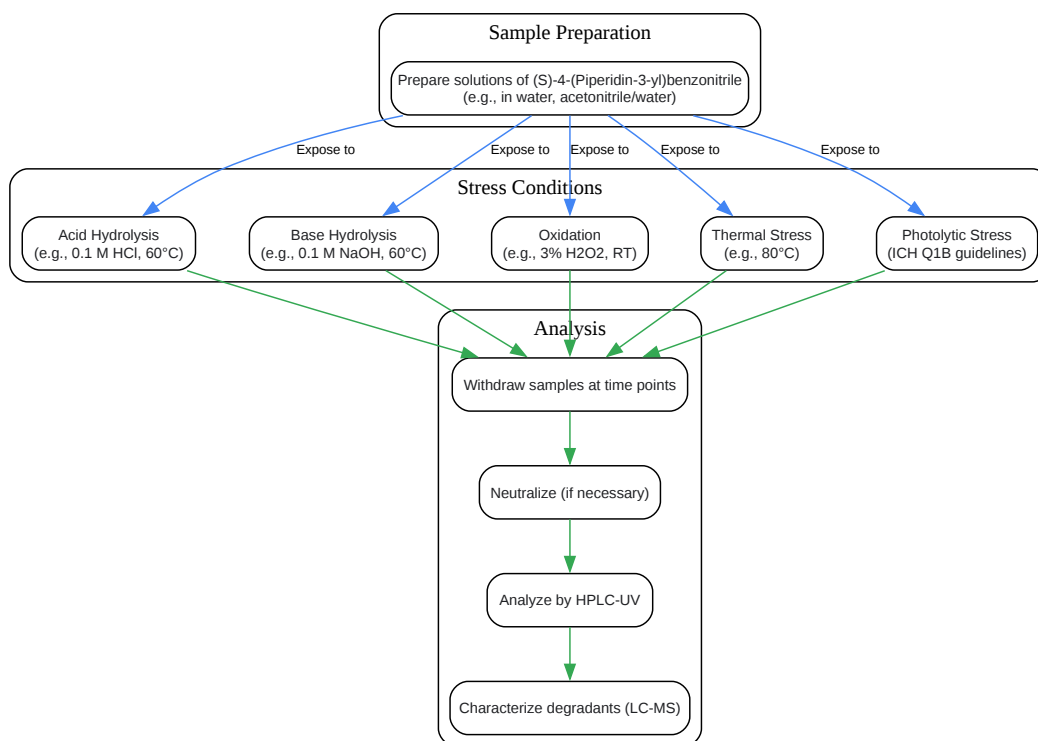 Sample Preparation
Prepare solutions of (S)-4-(Piperidin-3-yl)benzonitrile
(e.g., in water, acetonitrile/water)
Expose to
Expose to
Expose to
Expose to
Expose to
Stress Conditions
Acid Hydrolysis
(e.g., 0.1 M HCl, 60°C)
Base Hydrolysis
(e.g., 0.1 M NaOH, 60°C)
Oxidation
(e.g., 3% H2O2, RT)
Thermal Stress
(e.g., 80°C)
Photolytic Stress
(ICH Q1B guidelines)
Analysis
Withdraw samples at time points
Neutralize (if necessary)
Analyze by HPLC-UV
Characterize degradants (LC-MS)